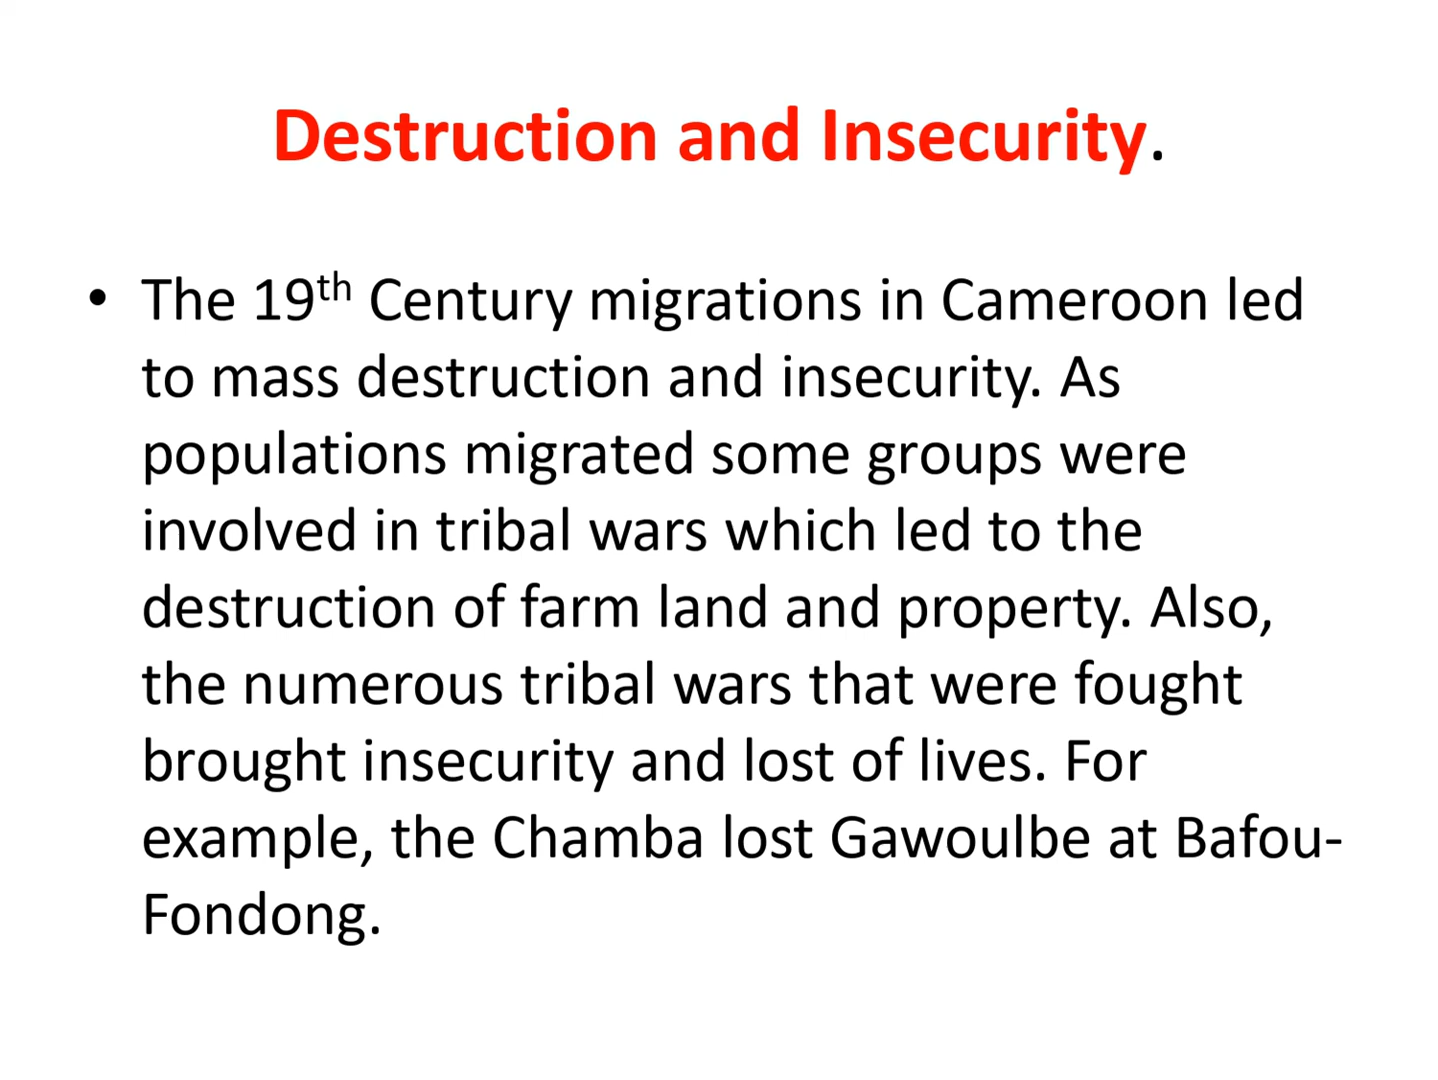 Destruction and Insecurity.
• The 19th Century migrations in Cameroon led
to mass destruction and insecurity. As
populations migrated some groups were
involved in tribal wars which led to the
destruction of farm land and property. Also,
the numerous tribal wars that were fought
brought insecurity and lost of lives. For
example, the Chamba lost Gawoulbe at Bafou-
Fondong.